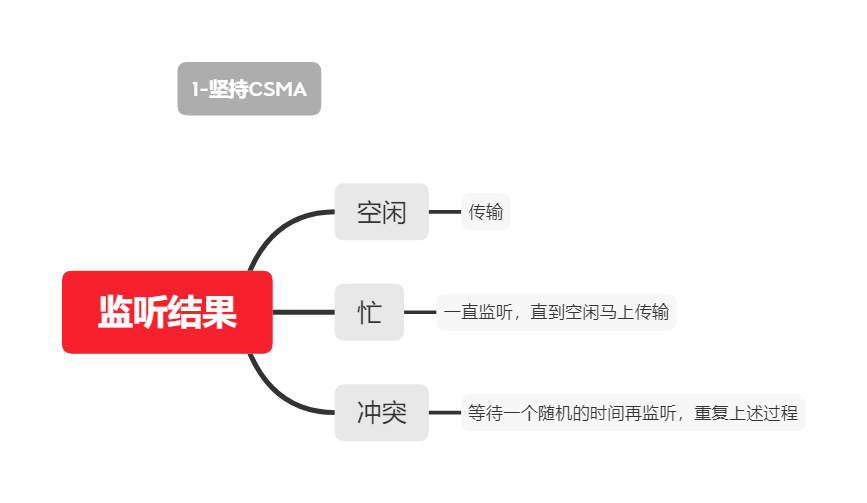 1-坚持CSMA
空闲
传输
监听结果
忙
一直监听，直到空闲马上传输
冲突
等待一个随机的时间再监听，重复上述过程